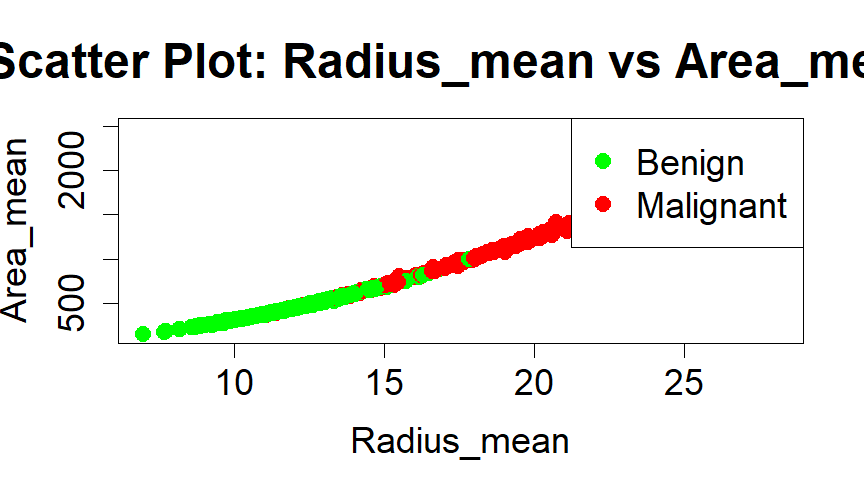 Scatter Plot: Radius_mean vs Area_me
Area_mean
2000
500
Benign
Malignant
10 15 20 25
Radius_mean